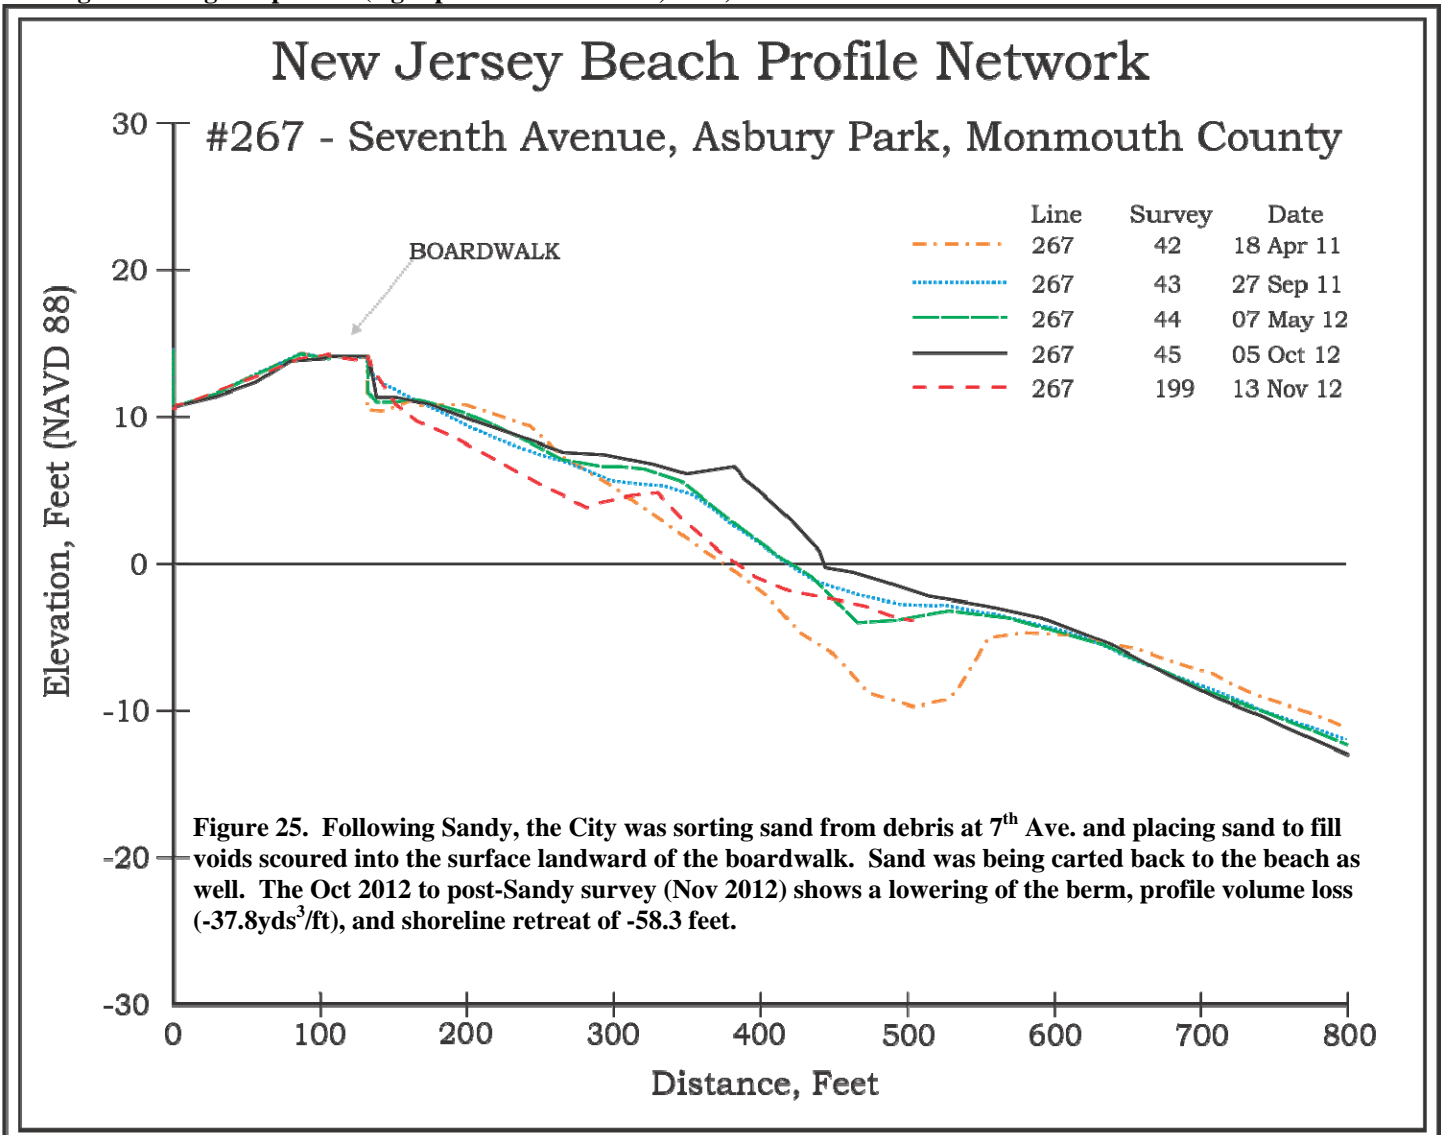 New Jersey Beach Profile Network
#267 - Seventh Avenue, Asbury Park, Monmouth County
Line Survey Date
267 42 18 Apr 11
267 43 27 Sep 11
267 44 07 May 12
267 45 05 Oct 12
267 199 13 Nov 12
BOARDWALK
Elevation, Feet (NAVD 88)
30
20
10
0
-10
-20
-30
Figure 25. Following Sandy, the City was sorting sand from debris at 7th Ave. and placing sand to fill
voids scoured into the surface landward of the boardwalk. Sand was being carted back to the beach as
well. The Oct 2012 to post-Sandy survey (Nov 2012) shows a lowering of the berm, profile volume loss
(-37.8yds3/ft), and shoreline retreat of -58.3 feet.
0 100 200 300 400 500 600 700 800
Distance, Feet